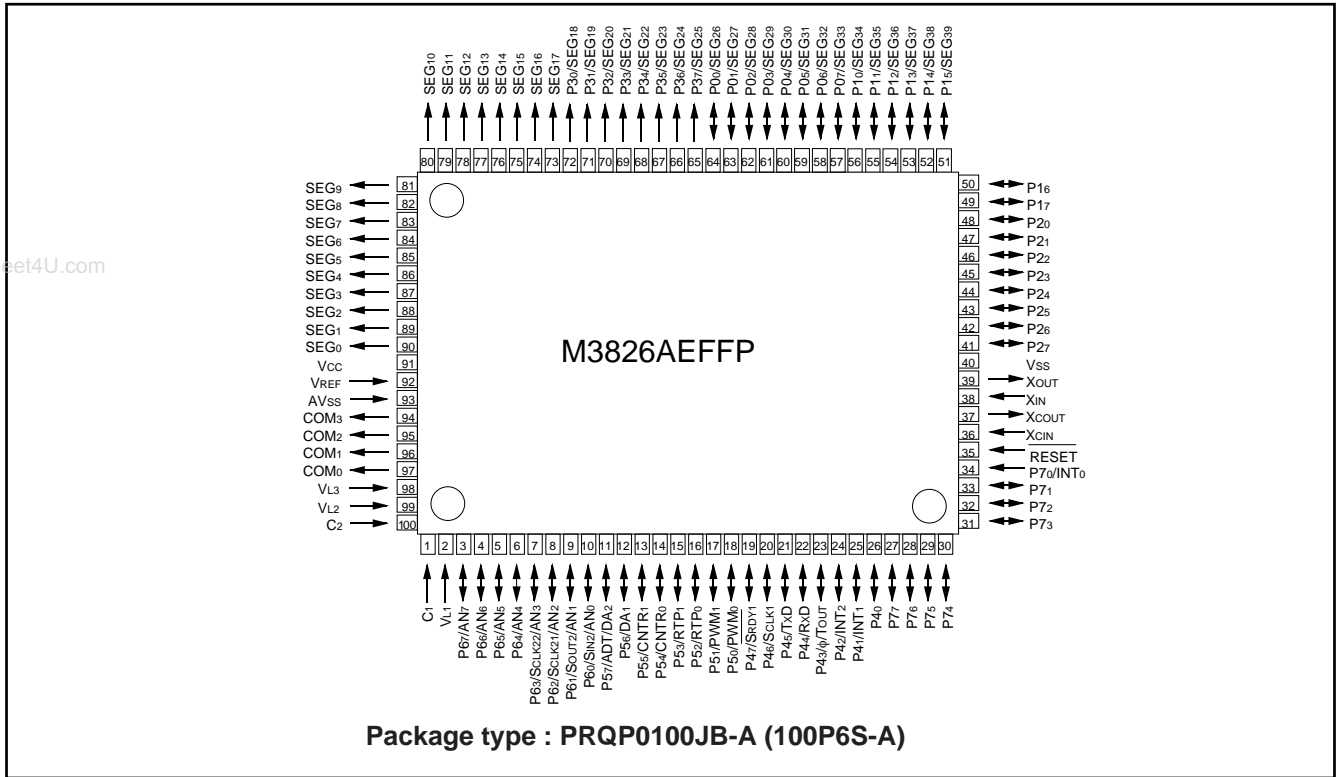 SEG10
SEG11
SEG12
SEG13
SEG14
SEG15
SEG16
SEG17
P30/SEG18
P31/SEG19
P32/SEG20
P33/SEG21
P34/SEG22
P35/SEG23
P36/SEG24
P37/SEG25
P00/SEG26
P01/SEG27
P02/SEG28
P03/SEG29
P04/SEG30
P05/SEG31
P06/SEG32
P07/SEG33
P10/SEG34
P11/SEG35
P12/SEG36
P13/SEG37
P14/SEG38
P15/SEG39
80 79 78 77 76 75 74 73 72 71 70 69 68 67 66 65 64 63 62 61 60 59 58 57 56 55 54 53 52 51
SEG9 81
SEG8 82
SEG7 83
SEG6 84
SEG5 85
SEG4 86
SEG3 87
SEG2 88
SEG1 89
SEG0 90
VCC 91
VREF 92
AVSS 93
COM3 94
COM2 95
COM1 96
COM0 97
VL3 98
VL2 99
C2 100
eet4U.com
M3826AEFFP
50 P16
49 P17
48 P20
47 P21
46 P22
45 P23
44 P24
43 P25
42 P26
41 P27
40 VSS
39 XOUT
38 XIN
37 XCOUT
36 XCIN
35 RESET
34 P70/INT0
33 P71
32 P72
31 P73
1 2 3 4 5 6 7 8 9 10 11 12 13 14 15 16 17 18 19 20 21 22 23 24 25 26 27 28 29 30
C1
VL1
P67/AN7
P66/AN6
P65/AN5
P64/AN4
P63/SCLK22/AN3
P62/SCLK21/AN2
P61/SOUT2/AN1
P60/SIN2/AN0
P57/ADT/DA2
P56/DA1
P55/CNTR1
P54/CNTR0
P53/RTP1
P52/RTP0
P51/PWM1
P50/PWM0
P47/SRDY1
P46/SCLK1
P45/TxD
P44/RxD
P43/φ/TOUT
P42/INT2
P41/INT1
P40
P77
P76
P75
P74
Package type : PRQP0100JB-A (100P6S-A)